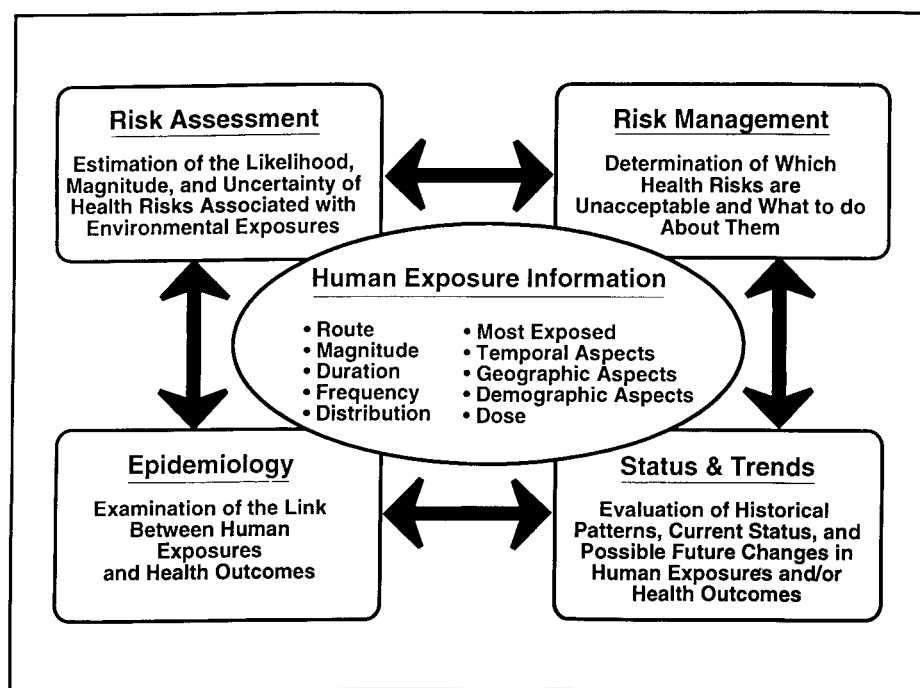 Risk Assessment
Estimation of the Likelihood,
Magnitude, and Uncertainty of
Health Risks Associated with
Environmental Exposures
Risk Management
Determination of Which
Health Risks are
Unacceptable and What to do
About Them
Human Exposure Information
• Route
• Magnitude
• Duration
• Frequency
• Distribution
• Most Exposed
• Temporal Aspects
• Geographic Aspects
• Demographic Aspects
• Dose
Epidemiology
Examination of the Link
Between Human
Exposures
and Health Outcomes
Status & Trends
Evaluation of Historical
Patterns, Current Status, and
Possible Future Changes in
Human Exposures and/or
Health Outcomes